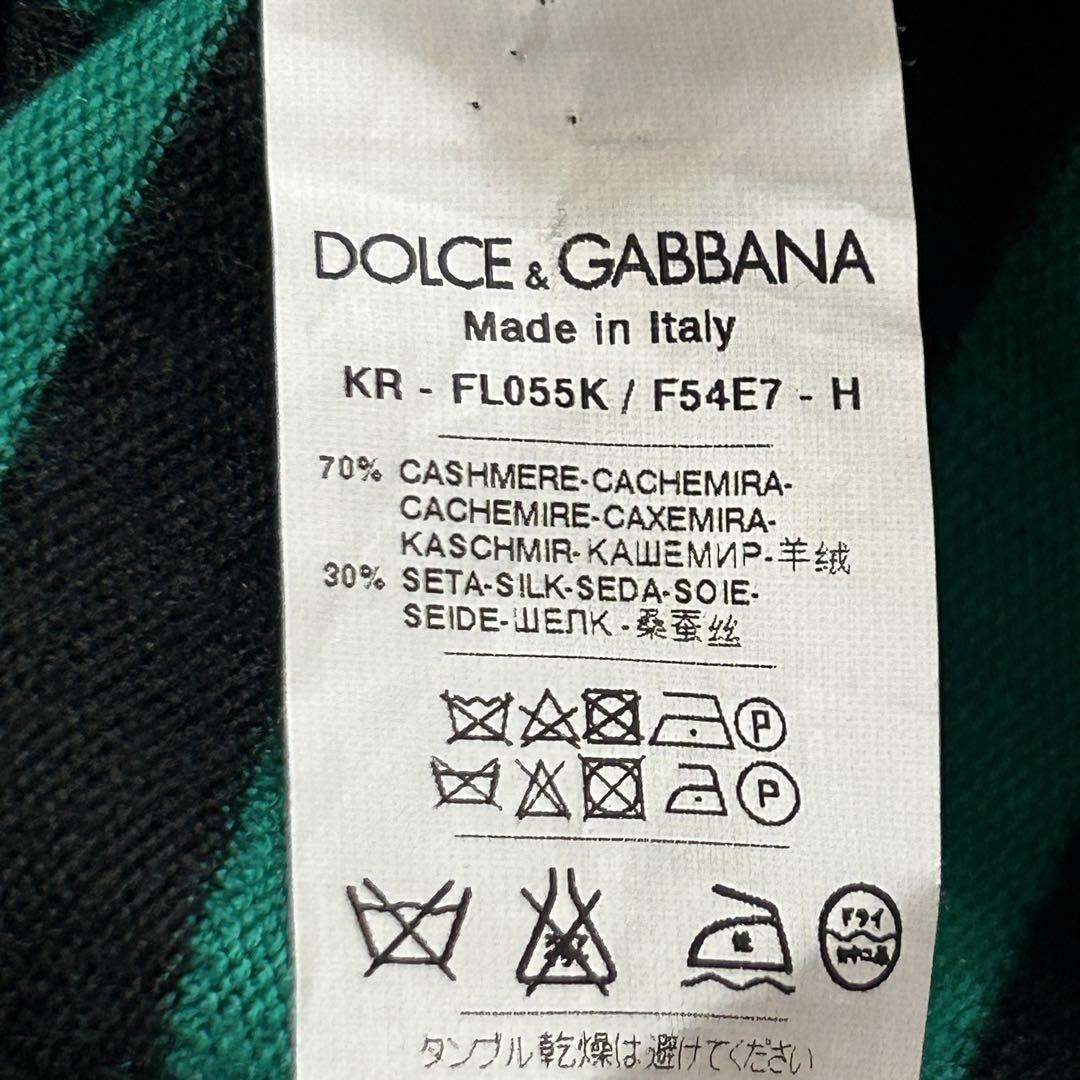 DOLCE & GABBANA
Made in Italy
KR - FL055K / F54E7 - H
70% CASHMERE-CACHEMIRA-
CACHEMIRE-CAXEMIRA-
KASCHMIR-КАШЕМИР-羊绒
30% SETA-SILK-SEDA-SOIE-
SEIDE-ШЕЛК-桑蚕丝
P
P
ドライ
タンブル乾燥は避けてください